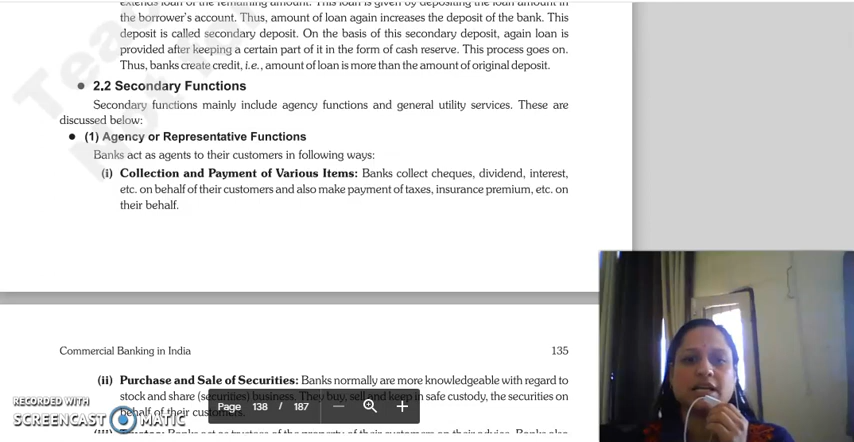 extends loan of the remaining amount. This loan is given by depositing the loan amount in
the borrower's account. Thus, amount of loan again increases the deposit of the bank. This
deposit is called secondary deposit. On the basis of this secondary deposit, again loan is
provided after keeping a certain part of it in the form of cash reserve. This process goes on.
Thus, banks create credit, i.e., amount of loan is more than the amount of original deposit.
● 2.2 Secondary Functions
Secondary functions mainly include agency functions and general utility services. These are
discussed below:
● (1) Agency or Representative Functions
Banks act as agents to their customers in following ways:
(i) Collection and Payment of Various Items: Banks collect cheques, dividend, interest,
etc. on behalf of their customers and also make payment of taxes, insurance premium, etc. on
their behalf.
Commercial Banking in India 135
(ii) Purchase and Sale of Securities: Banks normally are more knowledgeable with regard to
stock and share (securities) business. They buy, sell and keep in safe custody, the securities on
behalf of their customers.
Page 138 / 187
RECORDED WITH
SCREENCAST MATIC